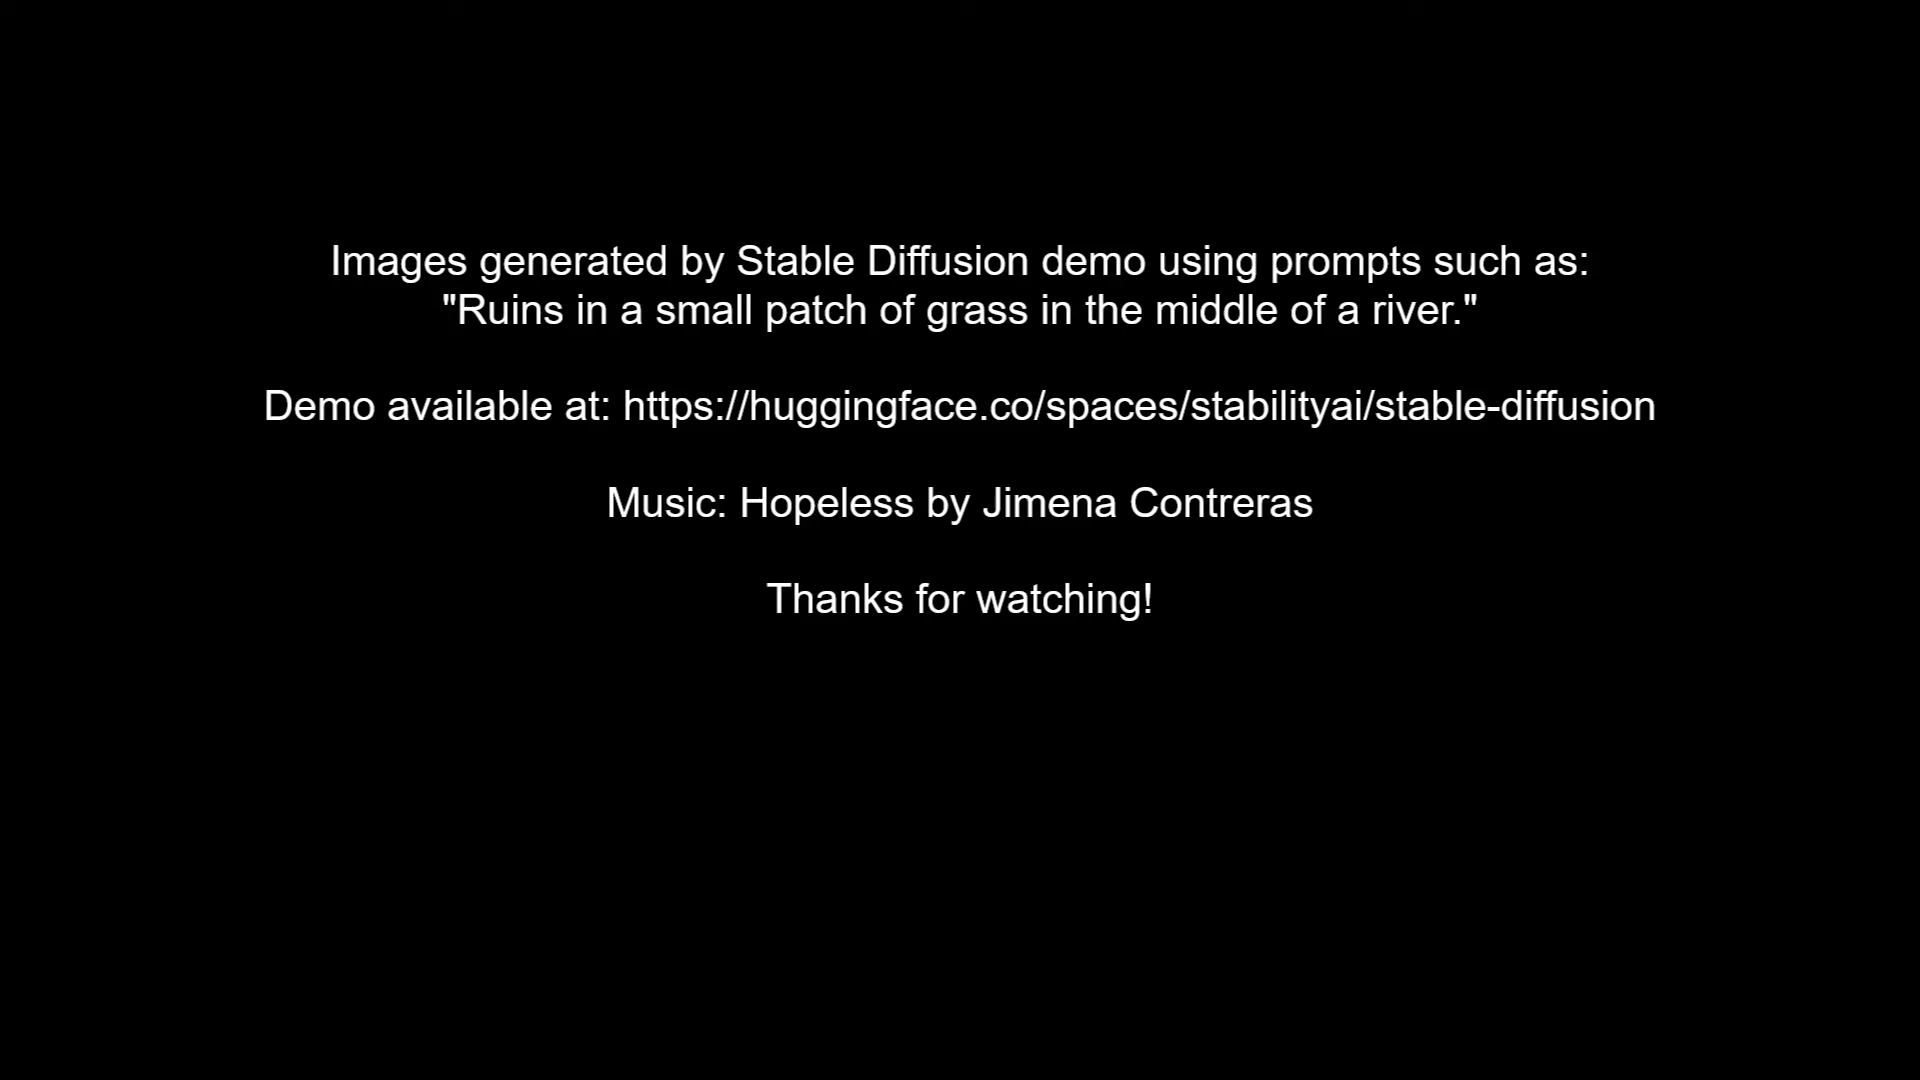 Images generated by Stable Diffusion demo using prompts such as:
"Ruins in a small patch of grass in the middle of a river."
Demo available at: https://huggingface.co/spaces/stabilityai/stable-diffusion
Music: Hopeless by Jimena Contreras
Thanks for watching!